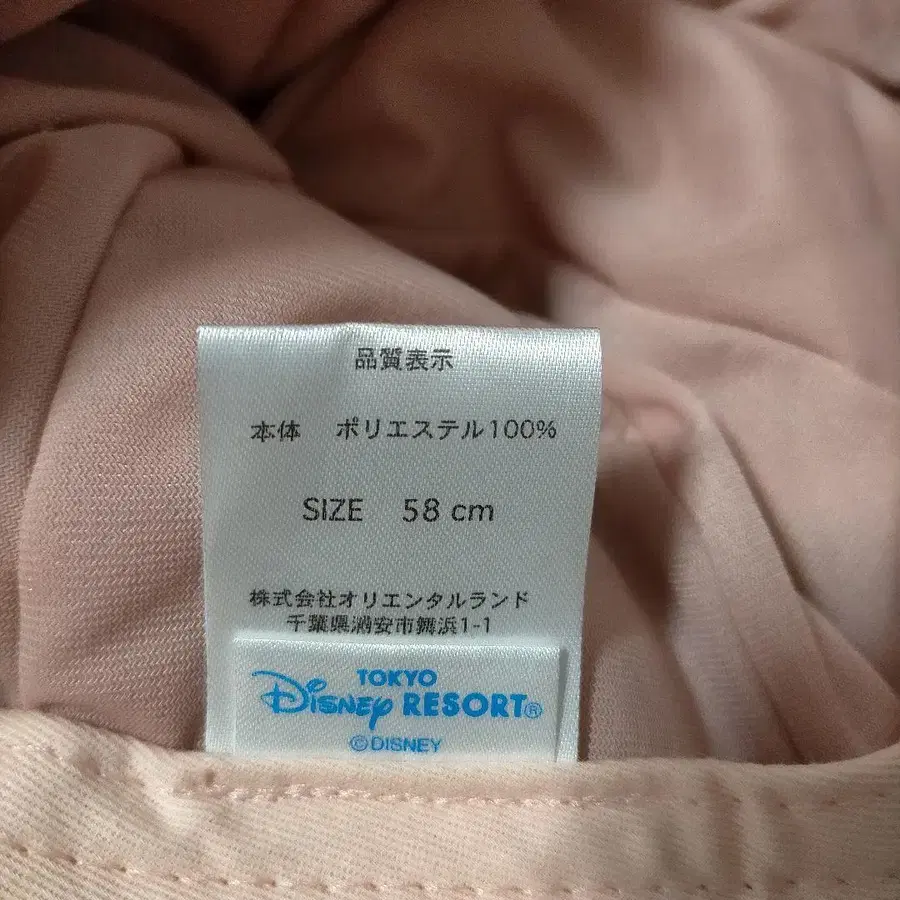 品質表示
本体 ポリエステル100%
SIZE 58 cm
株式会社オリエンタルランド
千葉県浦安市舞浜1-1
TOKYO
Disney RESORT®
©DISNEY